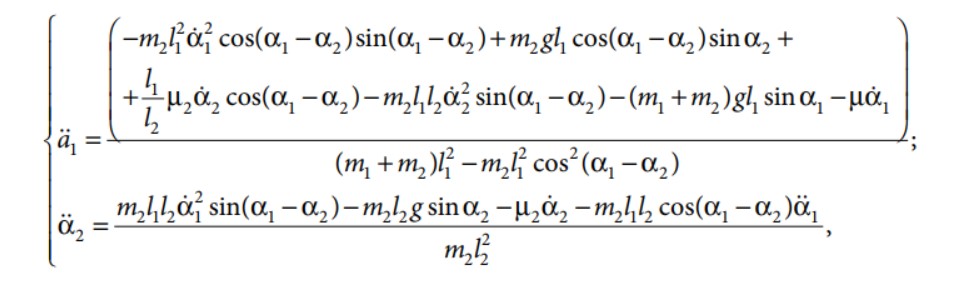 −m₂l₁²α̇₁² cos(α₁ −α₂)sin(α₁ −α₂)+m₂gl₁ cos(α₁ −α₂)sin α₂ +
+ l₁/l₂ μ₂α̇₂ cos(α₁ −α₂)−m₂l₁l₂α̇₂² sin(α₁ −α₂)−(m₁ +m₂)gl₁ sin α₁ −μα̇₁
ä₁ = ;
(m₁ +m₂)l₁² −m₂l₁² cos²(α₁ −α₂)
α̈₂ = m₂l₁l₂α̇₁² sin(α₁ −α₂)−m₂l₂g sin α₂ −μ₂α̇₂ −m₂l₁l₂ cos(α₁ −α₂)α̈₁ ,
m₂l₂²